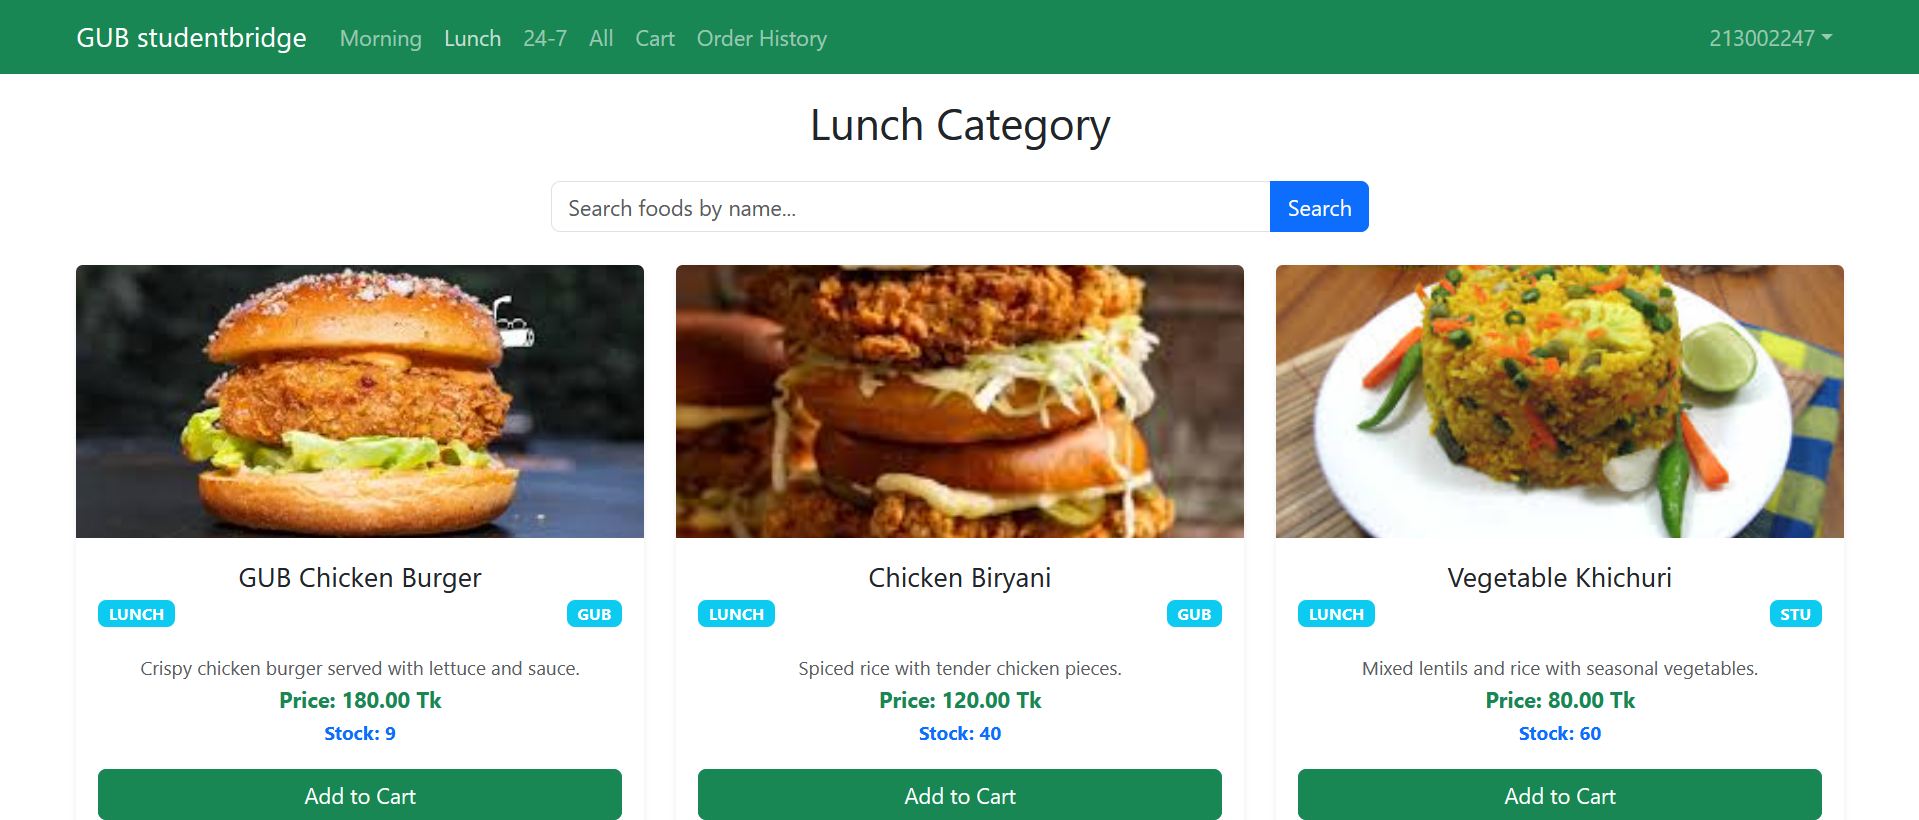 GUB studentbridge Morning Lunch 24-7 All Cart Order History 213002247
Lunch Category
Search foods by name... Search
GUB Chicken Burger
LUNCH GUB
Crispy chicken burger served with lettuce and sauce.
Price: 180.00 Tk
Stock: 9
Add to Cart
Chicken Biryani
LUNCH GUB
Spiced rice with tender chicken pieces.
Price: 120.00 Tk
Stock: 40
Add to Cart
Vegetable Khichuri
LUNCH STU
Mixed lentils and rice with seasonal vegetables.
Price: 80.00 Tk
Stock: 60
Add to Cart